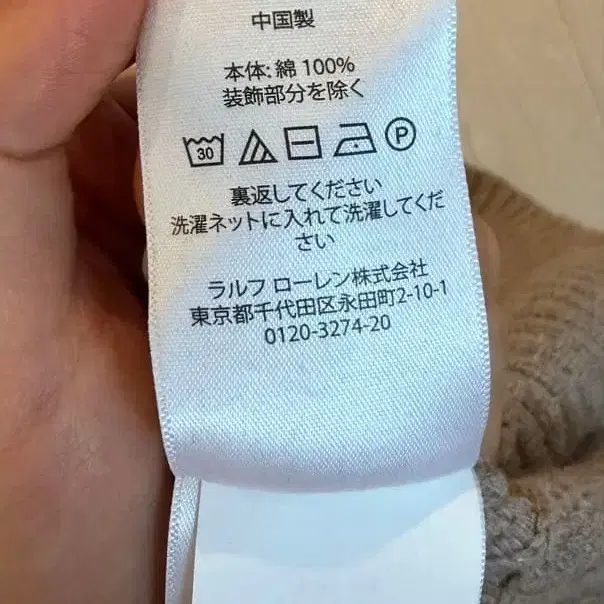 中国製
本体: 綿 100%
装飾部分を除く
30 P
裏返してください
洗濯ネットに入れて洗濯してくだ
さい
ラルフ ローレン株式会社
東京都千代田区永田町2-10-1
0120-3274-20